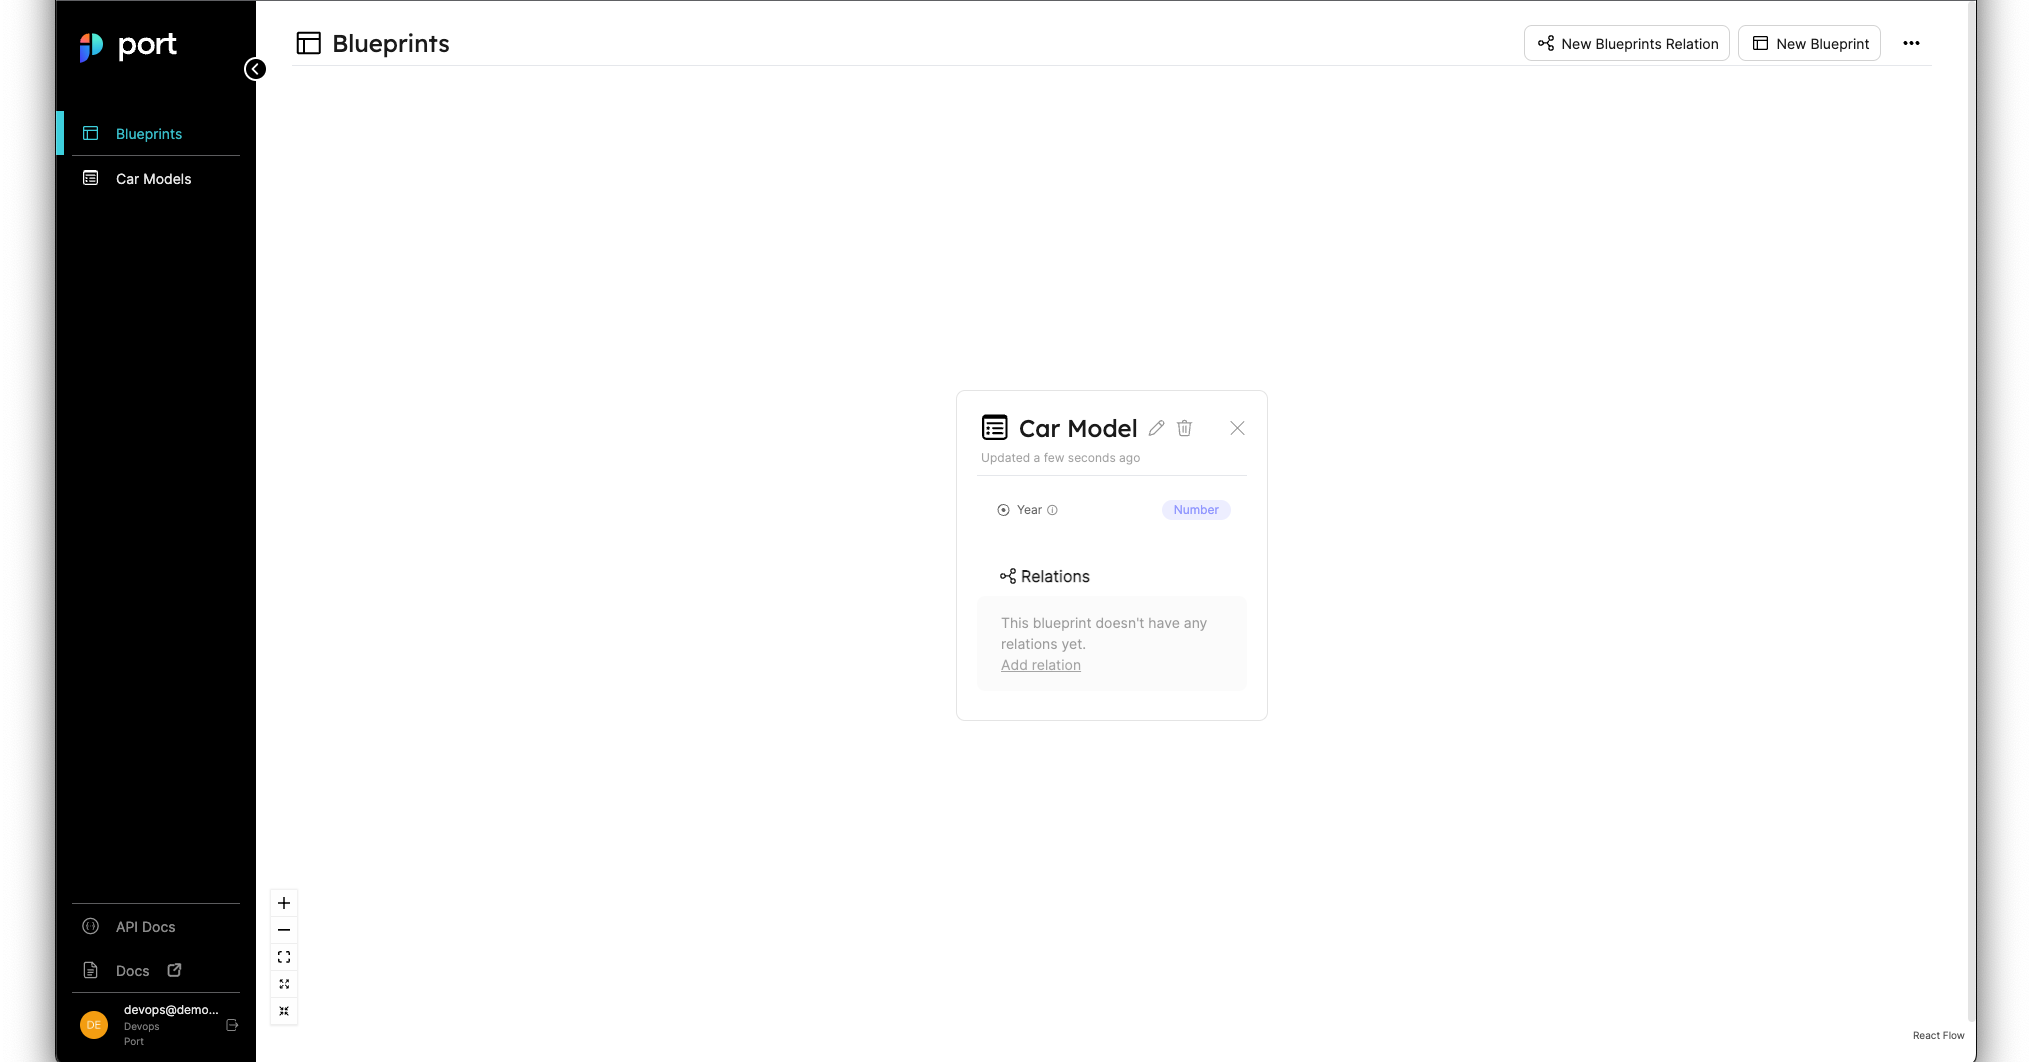 port
Blueprints
Car Models
API Docs
Docs
DE
devops@demo...
Devops
Port
Blueprints
New Blueprints Relation
New Blueprint
Car Model
Updated a few seconds ago
Year
Number
Relations
This blueprint doesn't have any
relations yet.
Add relation
React Flow